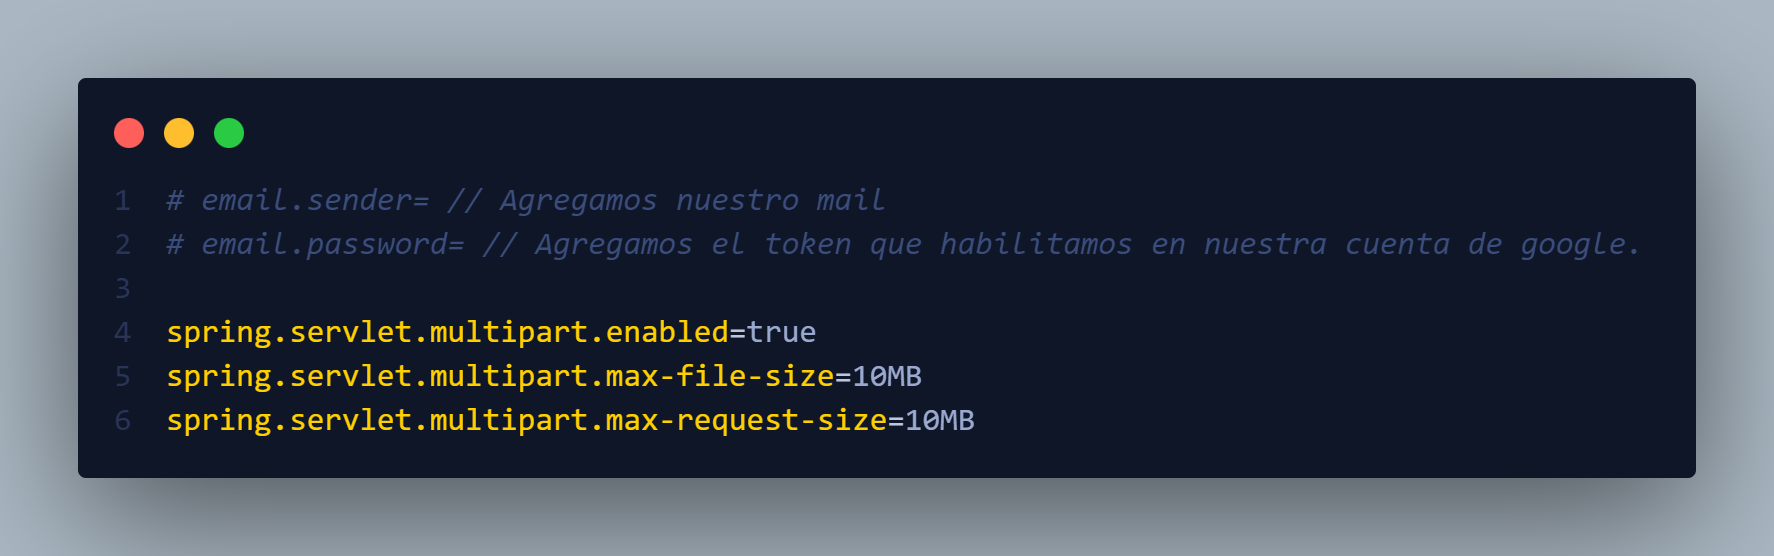 1 # email.sender= // Agregamos nuestro mail
2 # email.password= // Agregamos el token que habilitamos en nuestra cuenta de google.
3
4 spring.servlet.multipart.enabled=true
5 spring.servlet.multipart.max-file-size=10MB
6 spring.servlet.multipart.max-request-size=10MB